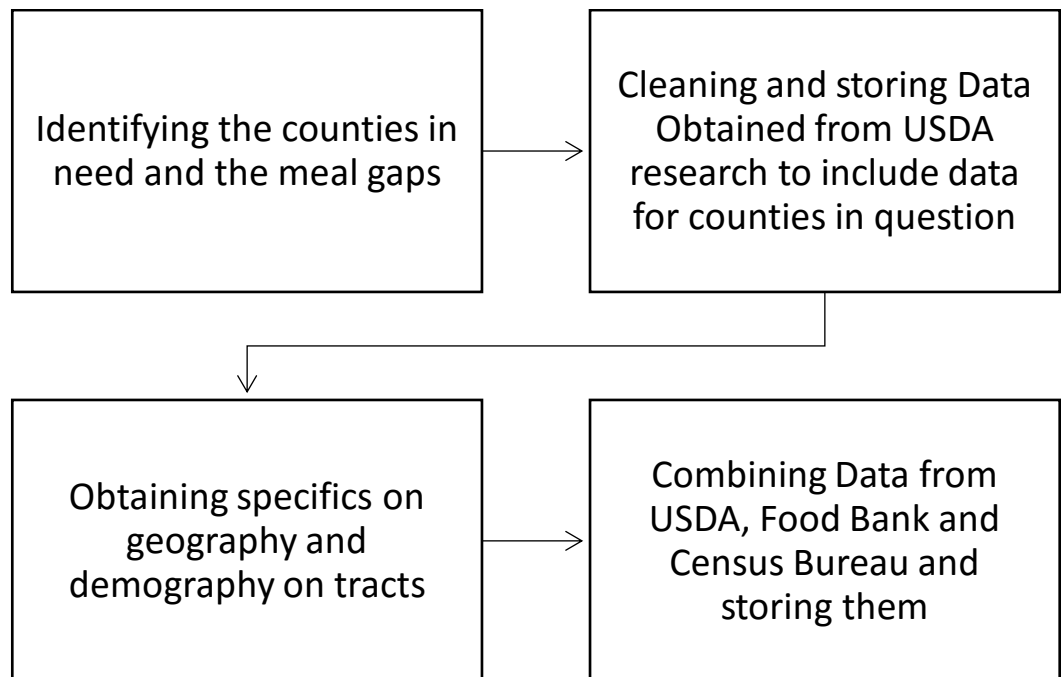 Identifying the counties in
need and the meal gaps
Cleaning and storing Data
Obtained from USDA
research to include data
for counties in question
Obtaining specifics on
geography and
demography on tracts
Combining Data from
USDA, Food Bank and
Census Bureau and
storing them